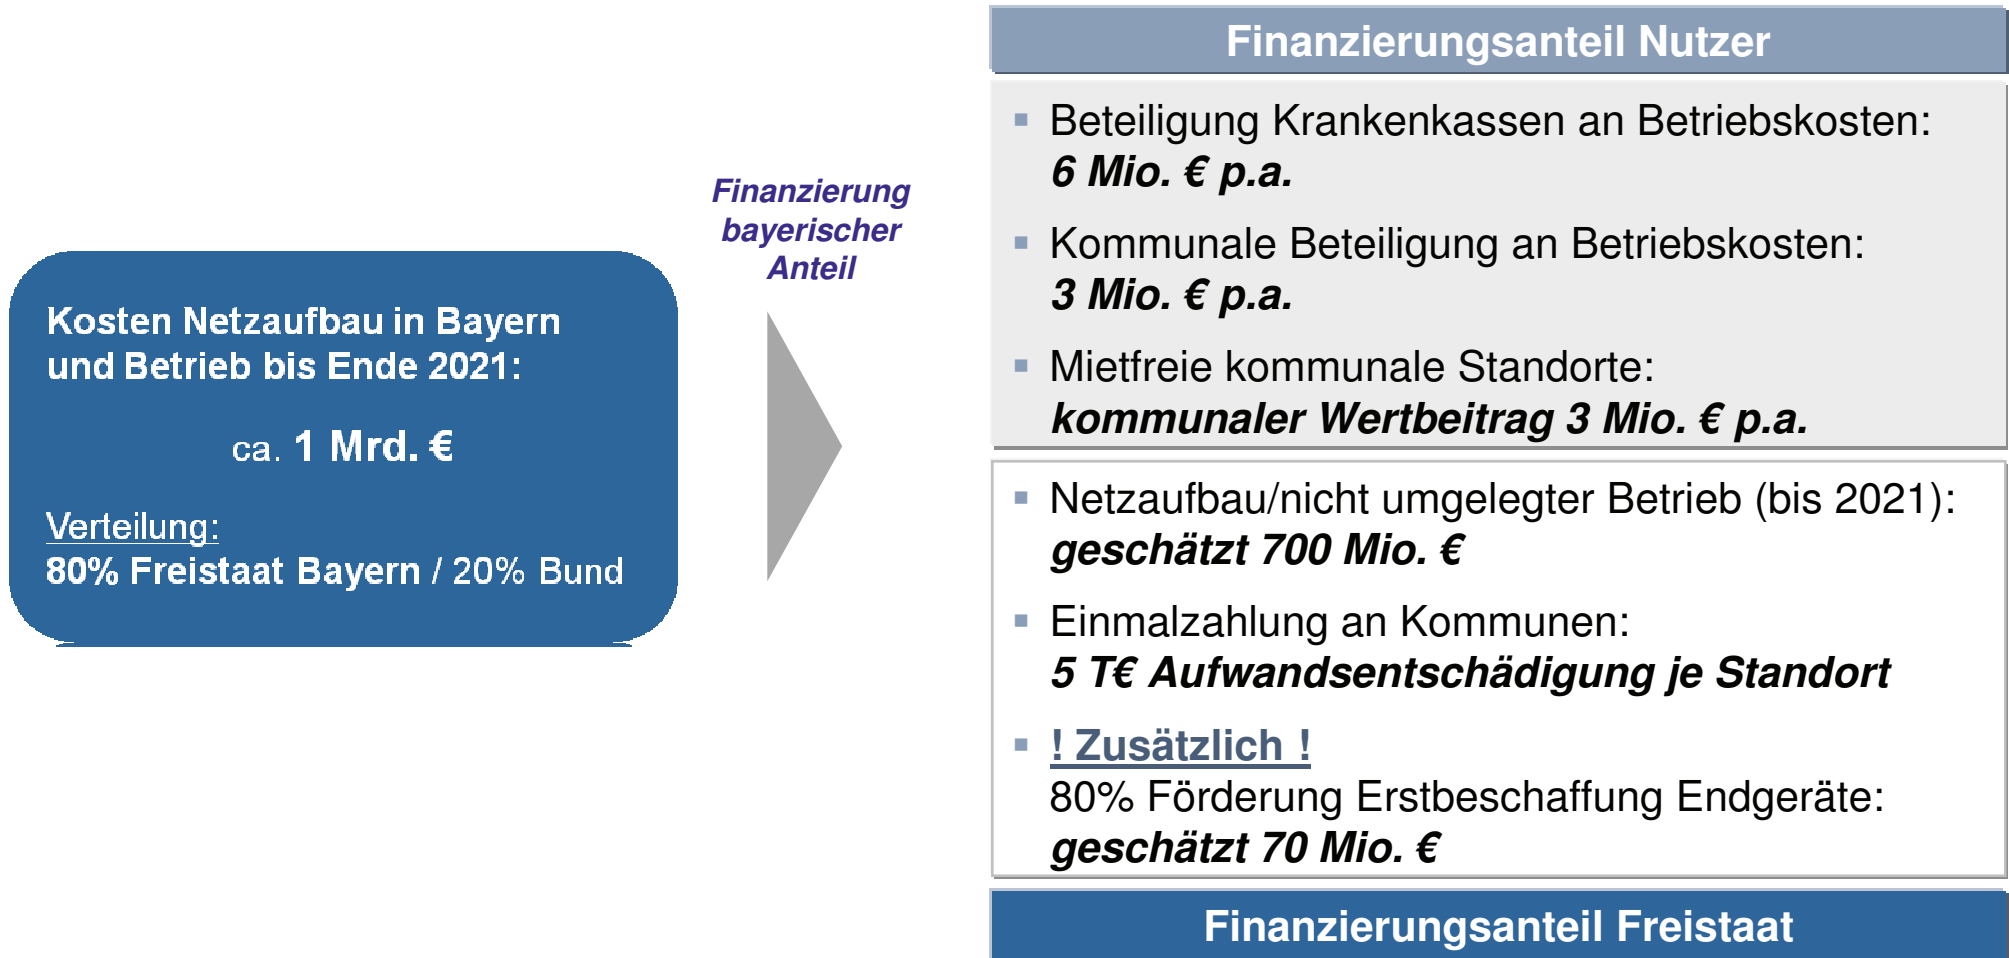 Kosten Netzaufbau in Bayern
und Betrieb bis Ende 2021:
ca. 1 Mrd. €
Verteilung:
80% Freistaat Bayern / 20% Bund
Finanzierung
bayerischer
Anteil
Finanzierungsanteil Nutzer
Beteiligung Krankenkassen an Betriebskosten:
6 Mio. € p.a.
Kommunale Beteiligung an Betriebskosten:
3 Mio. € p.a.
Mietfreie kommunale Standorte:
kommunaler Wertbeitrag 3 Mio. € p.a.
Netzaufbau/nicht umgelegter Betrieb (bis 2021):
geschätzt 700 Mio. €
Einmalzahlung an Kommunen:
5 T€ Aufwandsentschädigung je Standort
! Zusätzlich !
80% Förderung Erstbeschaffung Endgeräte:
geschätzt 70 Mio. €
Finanzierungsanteil Freistaat